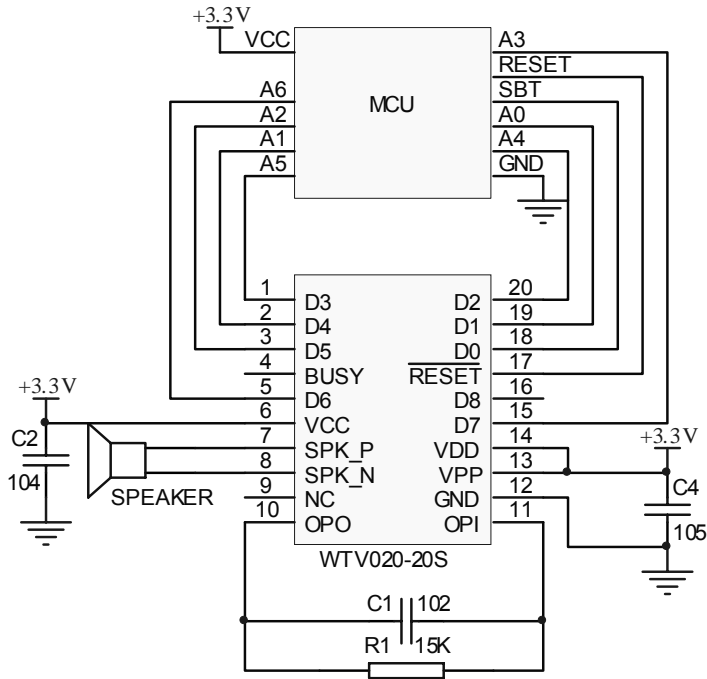 +3.3V
VCC
A3
RESET
A6
SBT
A2
MCU
A0
A1
A4
A5
GND
1
D3
D2
20
2
D4
D1
19
3
D5
D0
18
4
BUSY
RESET
17
5
D6
D8
16
+3.3V
6
VCC
D7
15
C2
104
7
SPK_P
VDD
14
+3.3V
8
SPK_N
VPP
13
SPEAKER
9
NC
GND
12
C4
105
10
OPO
OPI
11
WTV020-20S
C1
102
R1
15K